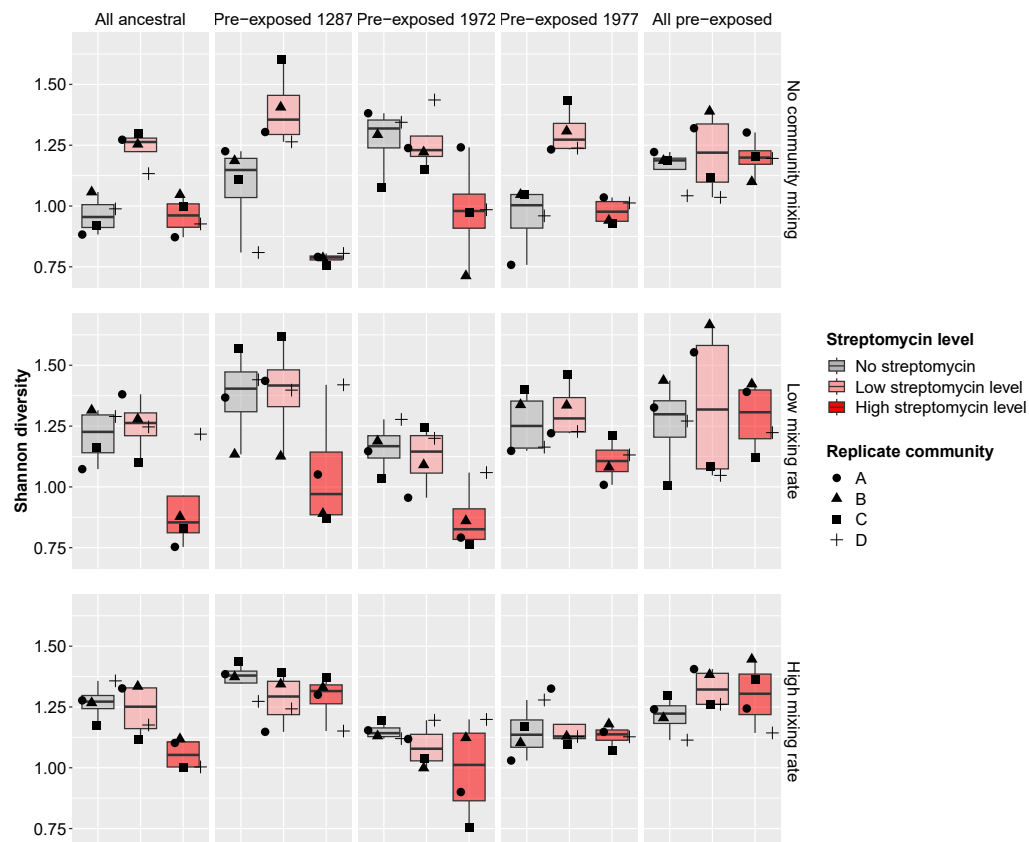 All ancestral
Pre-exposed 1287
Pre-exposed 1972
Pre-exposed 1977
All pre-exposed
1.50
1.25
1.00
0.75
No community mixing
1.50
1.25
1.00
0.75
Low mixing rate
1.50
1.25
1.00
0.75
High mixing rate
Shannon diversity
Streptomycin level
No streptomycin
Low streptomycin level
High streptomycin level
Replicate community
A
B
C
D